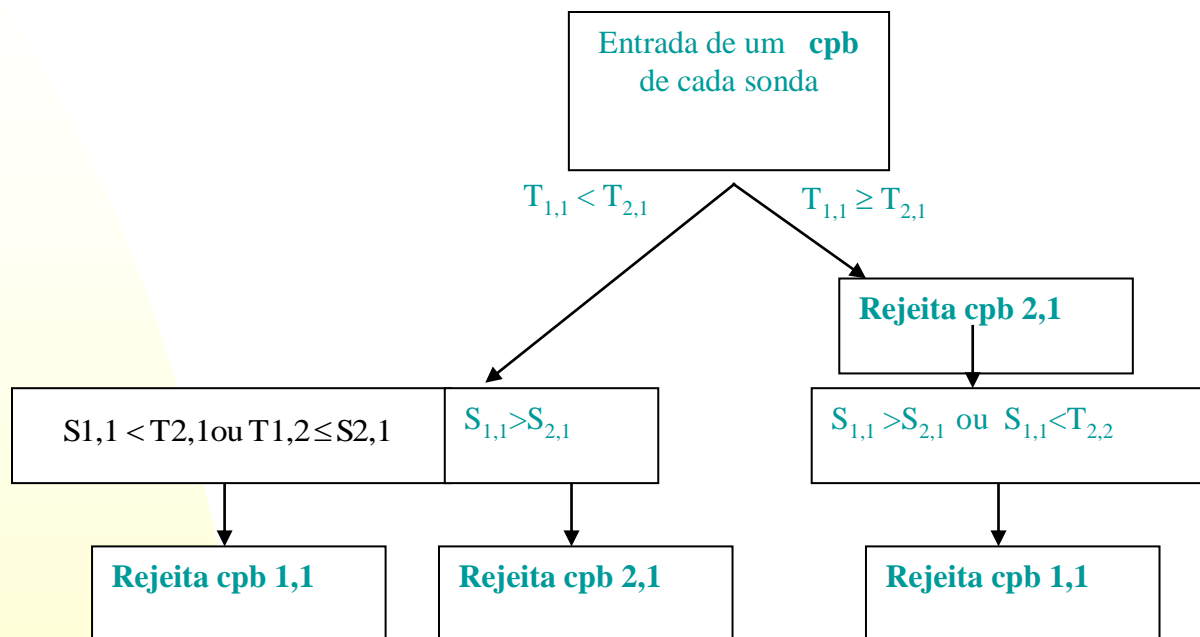 Entrada de um cpb
de cada sonda
T1,1 < T2,1
T1,1 ≥ T2,1
Rejeita cpb 2,1
S1,1 < T2,1ou T1,2 ≤ S2,1
S1,1>S2,1
S1,1 >S2,1 ou S1,1<T2,2
Rejeita cpb 1,1
Rejeita cpb 2,1
Rejeita cpb 1,1